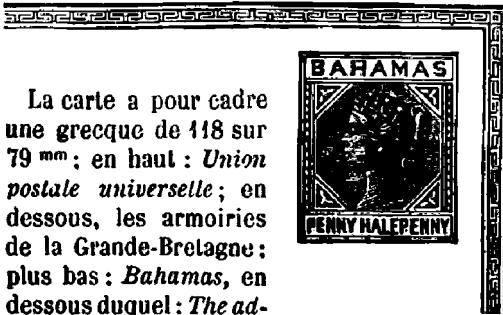 La carte a pour cadre
une grecque de 118 sur
79 mm ; en haut : Union
postale universelle ; en
dessous, les armoiries
de la Grande-Bretagne ;
plus bas : Bahamas, en
dessous duquel : The ad-
BAHAMAS
PENNY HALFPENNY